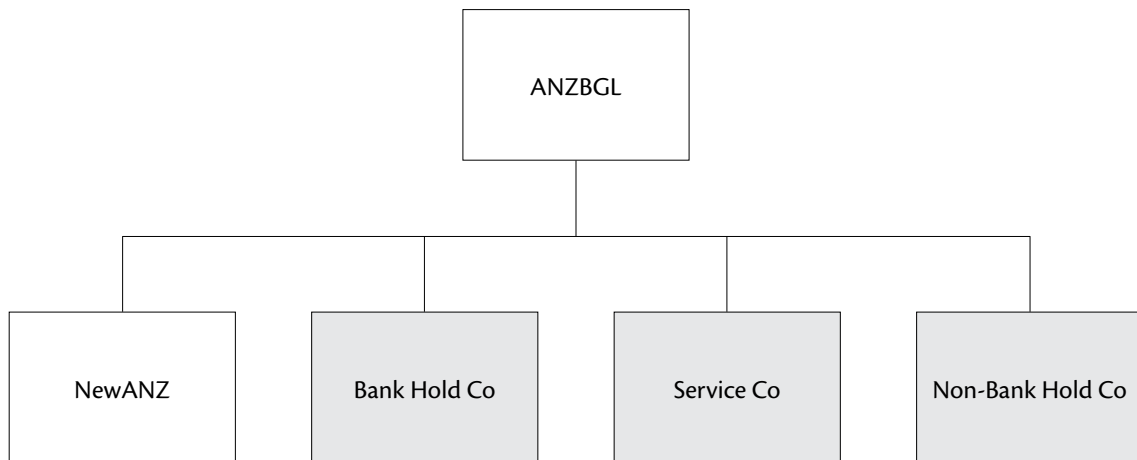 ANZBGL
NewANZ
Bank Hold Co
Service Co
Non-Bank Hold Co